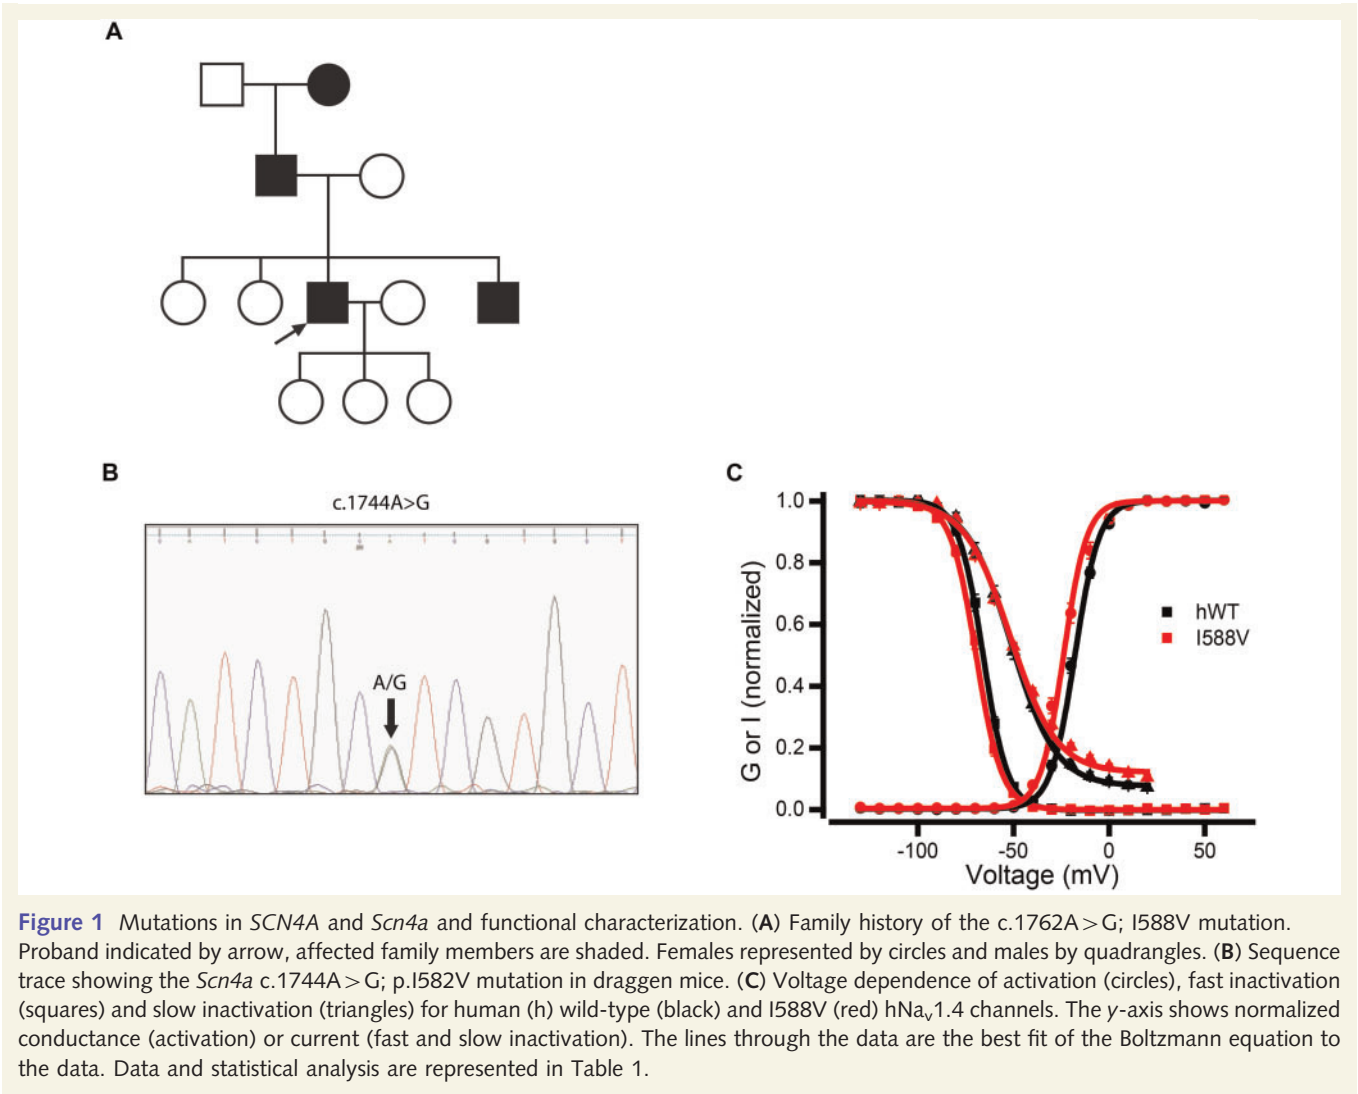 A
B
c.1744A>G
A/G
C
1.0
0.8
0.6
0.4
0.2
0.0
G or I (normalized)
hWT
I588V
-100 -50 0 50
Voltage (mV)
Figure 1 Mutations in SCN4A and Scn4a and functional characterization. (A) Family history of the c.1762A>G; I588V mutation.
Proband indicated by arrow, affected family members are shaded. Females represented by circles and males by quadrangles. (B) Sequence
trace showing the Scn4a c.1744A>G; p.I582V mutation in draggen mice. (C) Voltage dependence of activation (circles), fast inactivation
(squares) and slow inactivation (triangles) for human (h) wild-type (black) and I588V (red) hNav1.4 channels. The y-axis shows normalized
conductance (activation) or current (fast and slow inactivation). The lines through the data are the best fit of the Boltzmann equation to
the data. Data and statistical analysis are represented in Table 1.